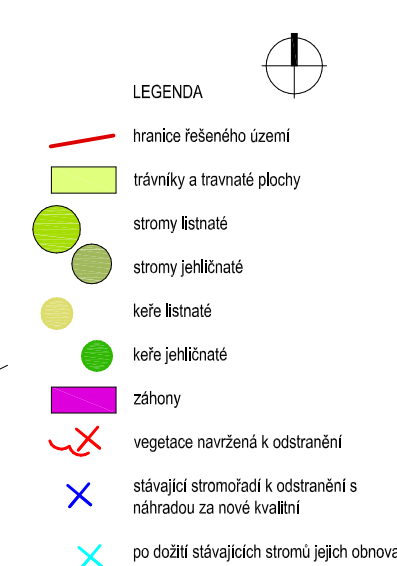 LEGENDA
hranice řešeného území
trávníky a travnaté plochy
stromy listnaté
stromy jehličnaté
keře listnaté
keře jehličnaté
záhony
vegetace navržená k odstranění
stávající stromořadí k odstranění s
náhradou za nové kvalitní
po dožití stávajících stromů jejich obnova